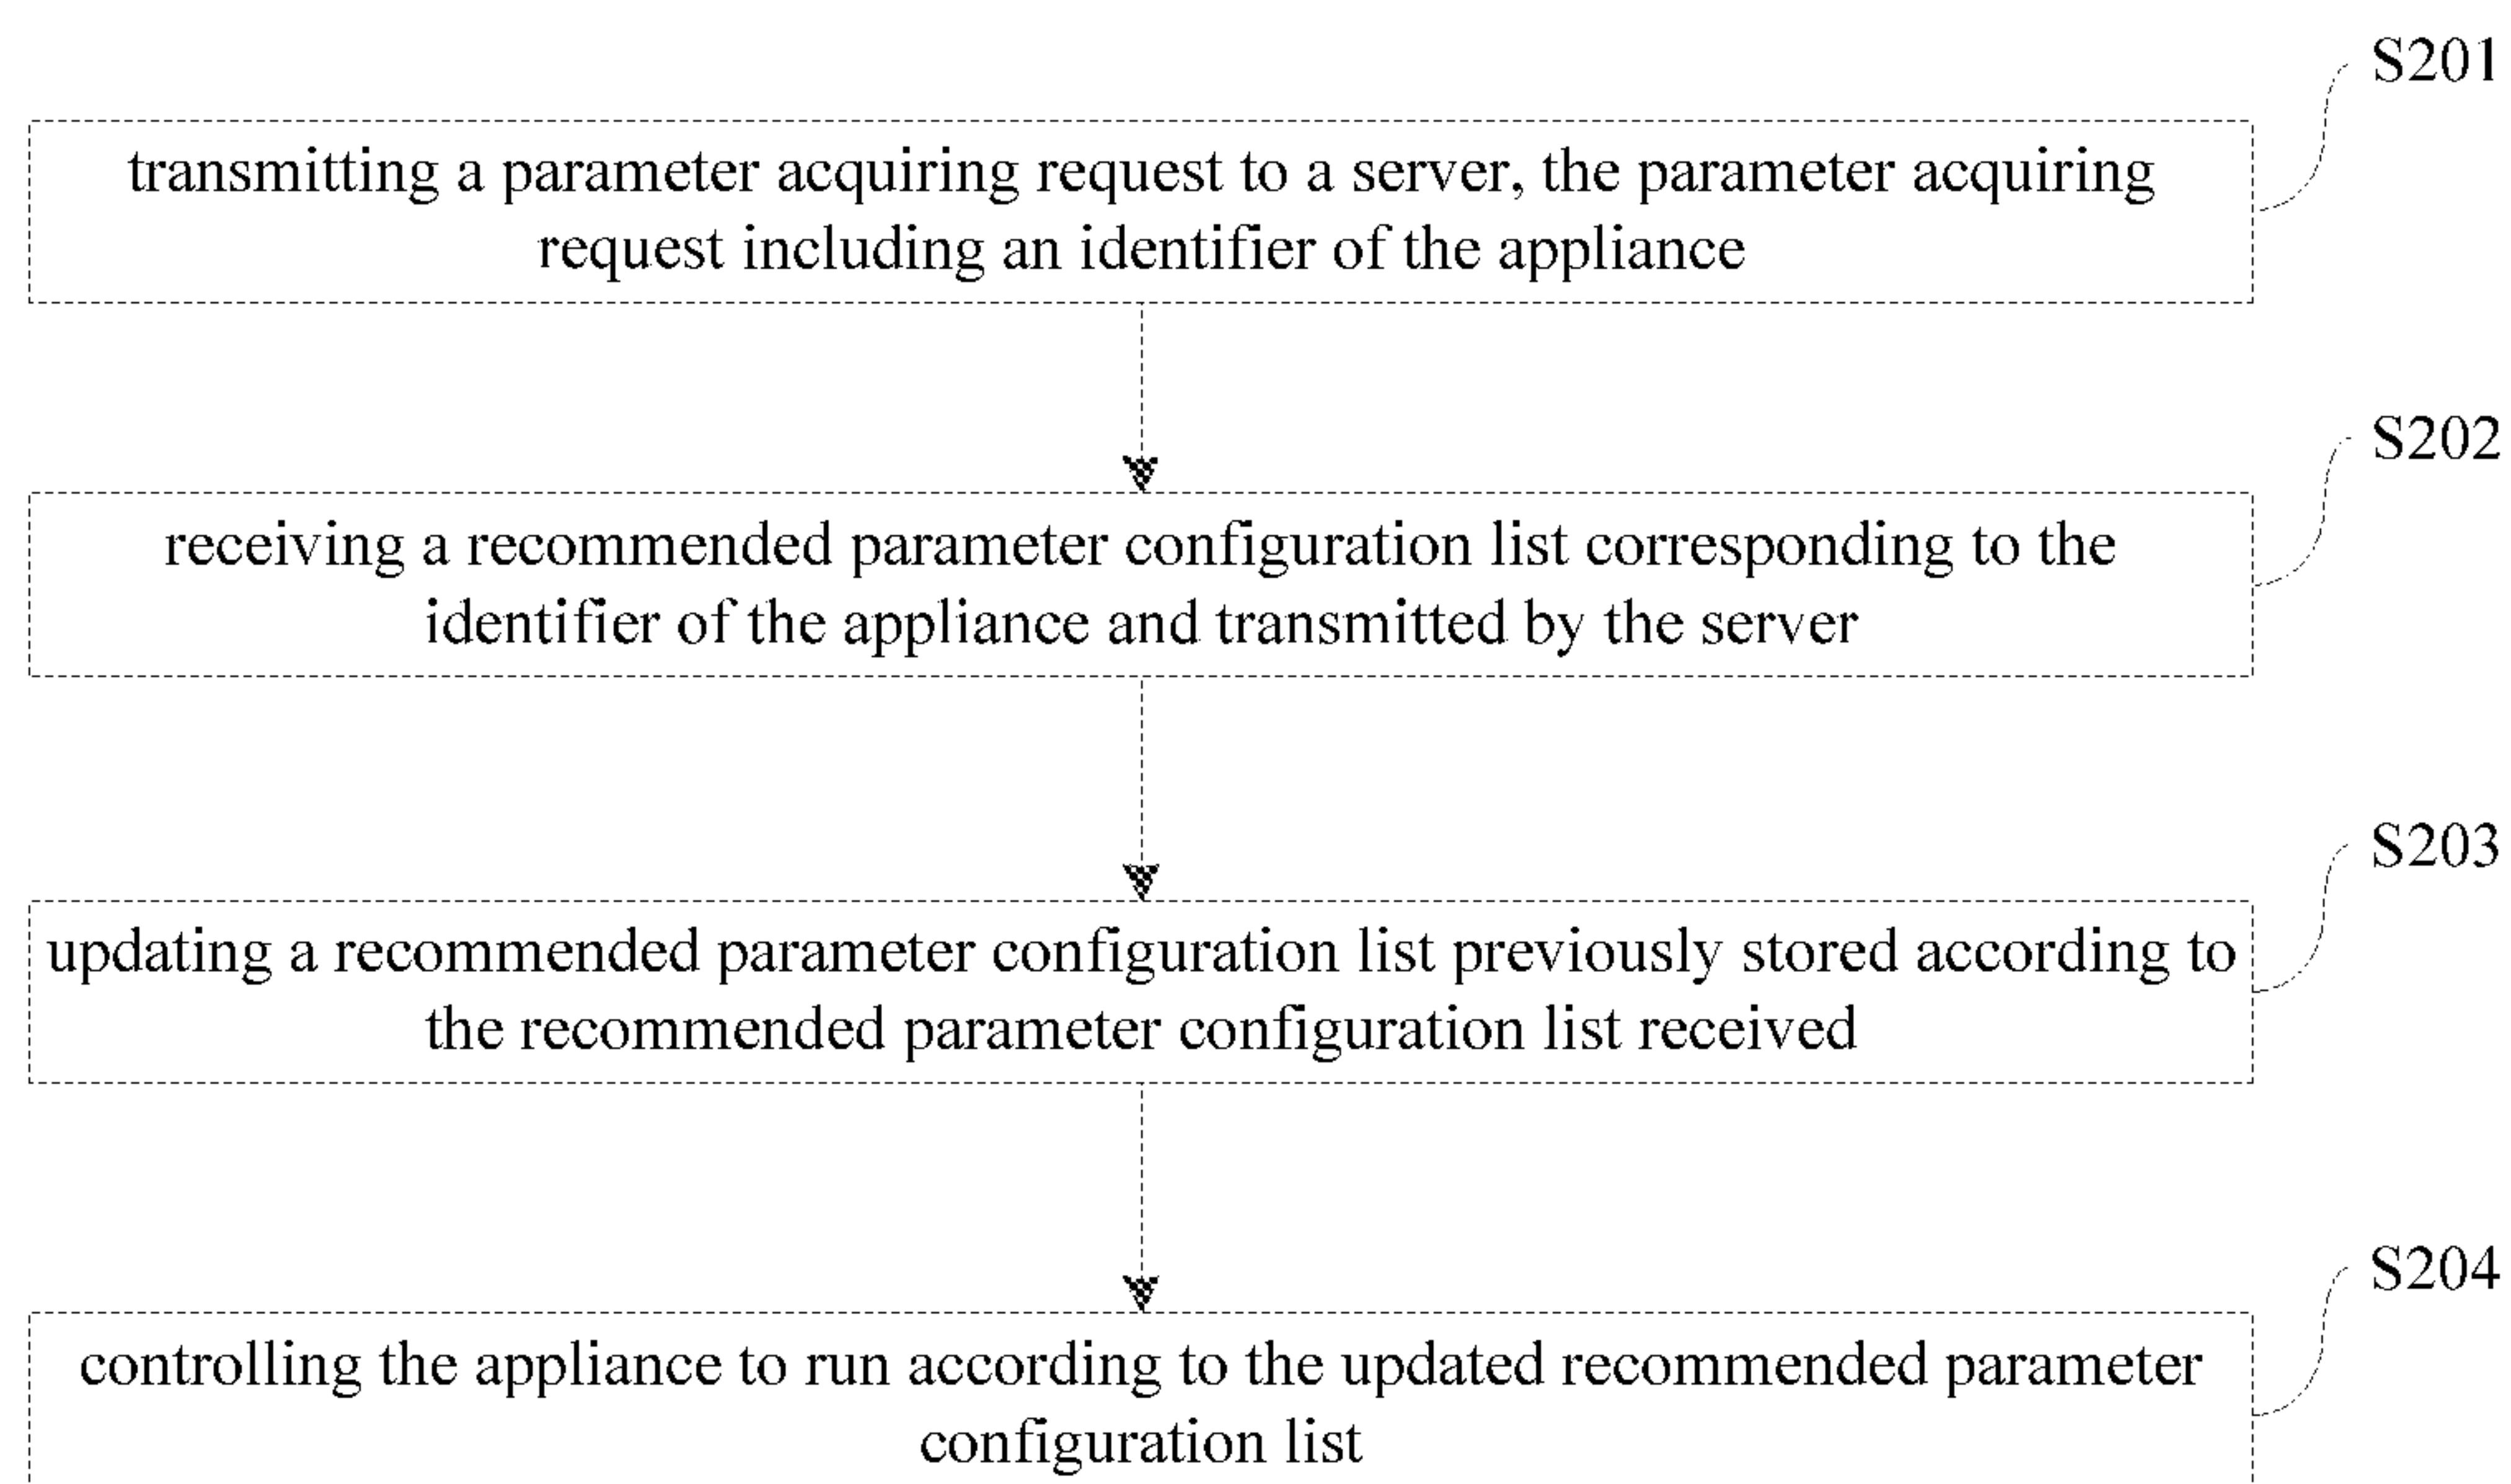 S201
transmitting a parameter acquiring request to a server, the parameter acquiring
request including an identifier of the appliance
S202
receiving a recommended parameter configuration list corresponding to the
identifier of the appliance and transmitted by the server
S203
updating a recommended parameter configuration list previously stored according to
the recommended parameter configuration list received
S204
controlling the appliance to run according to the updated recommended parameter
configuration list